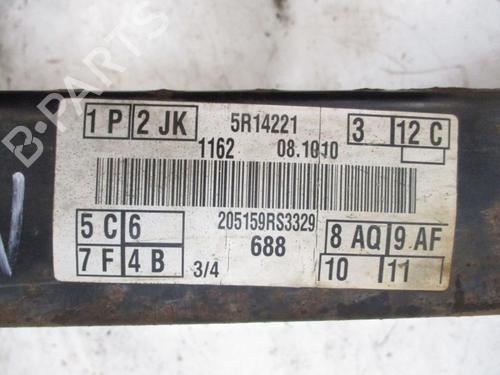 B-PARTS
1 P 2 JK 5R14221 3 12 C
1162 08.1010
5 C 6 205159RS3329
7 F 4 B 3/4 688 8 AQ 9 AF
10 11